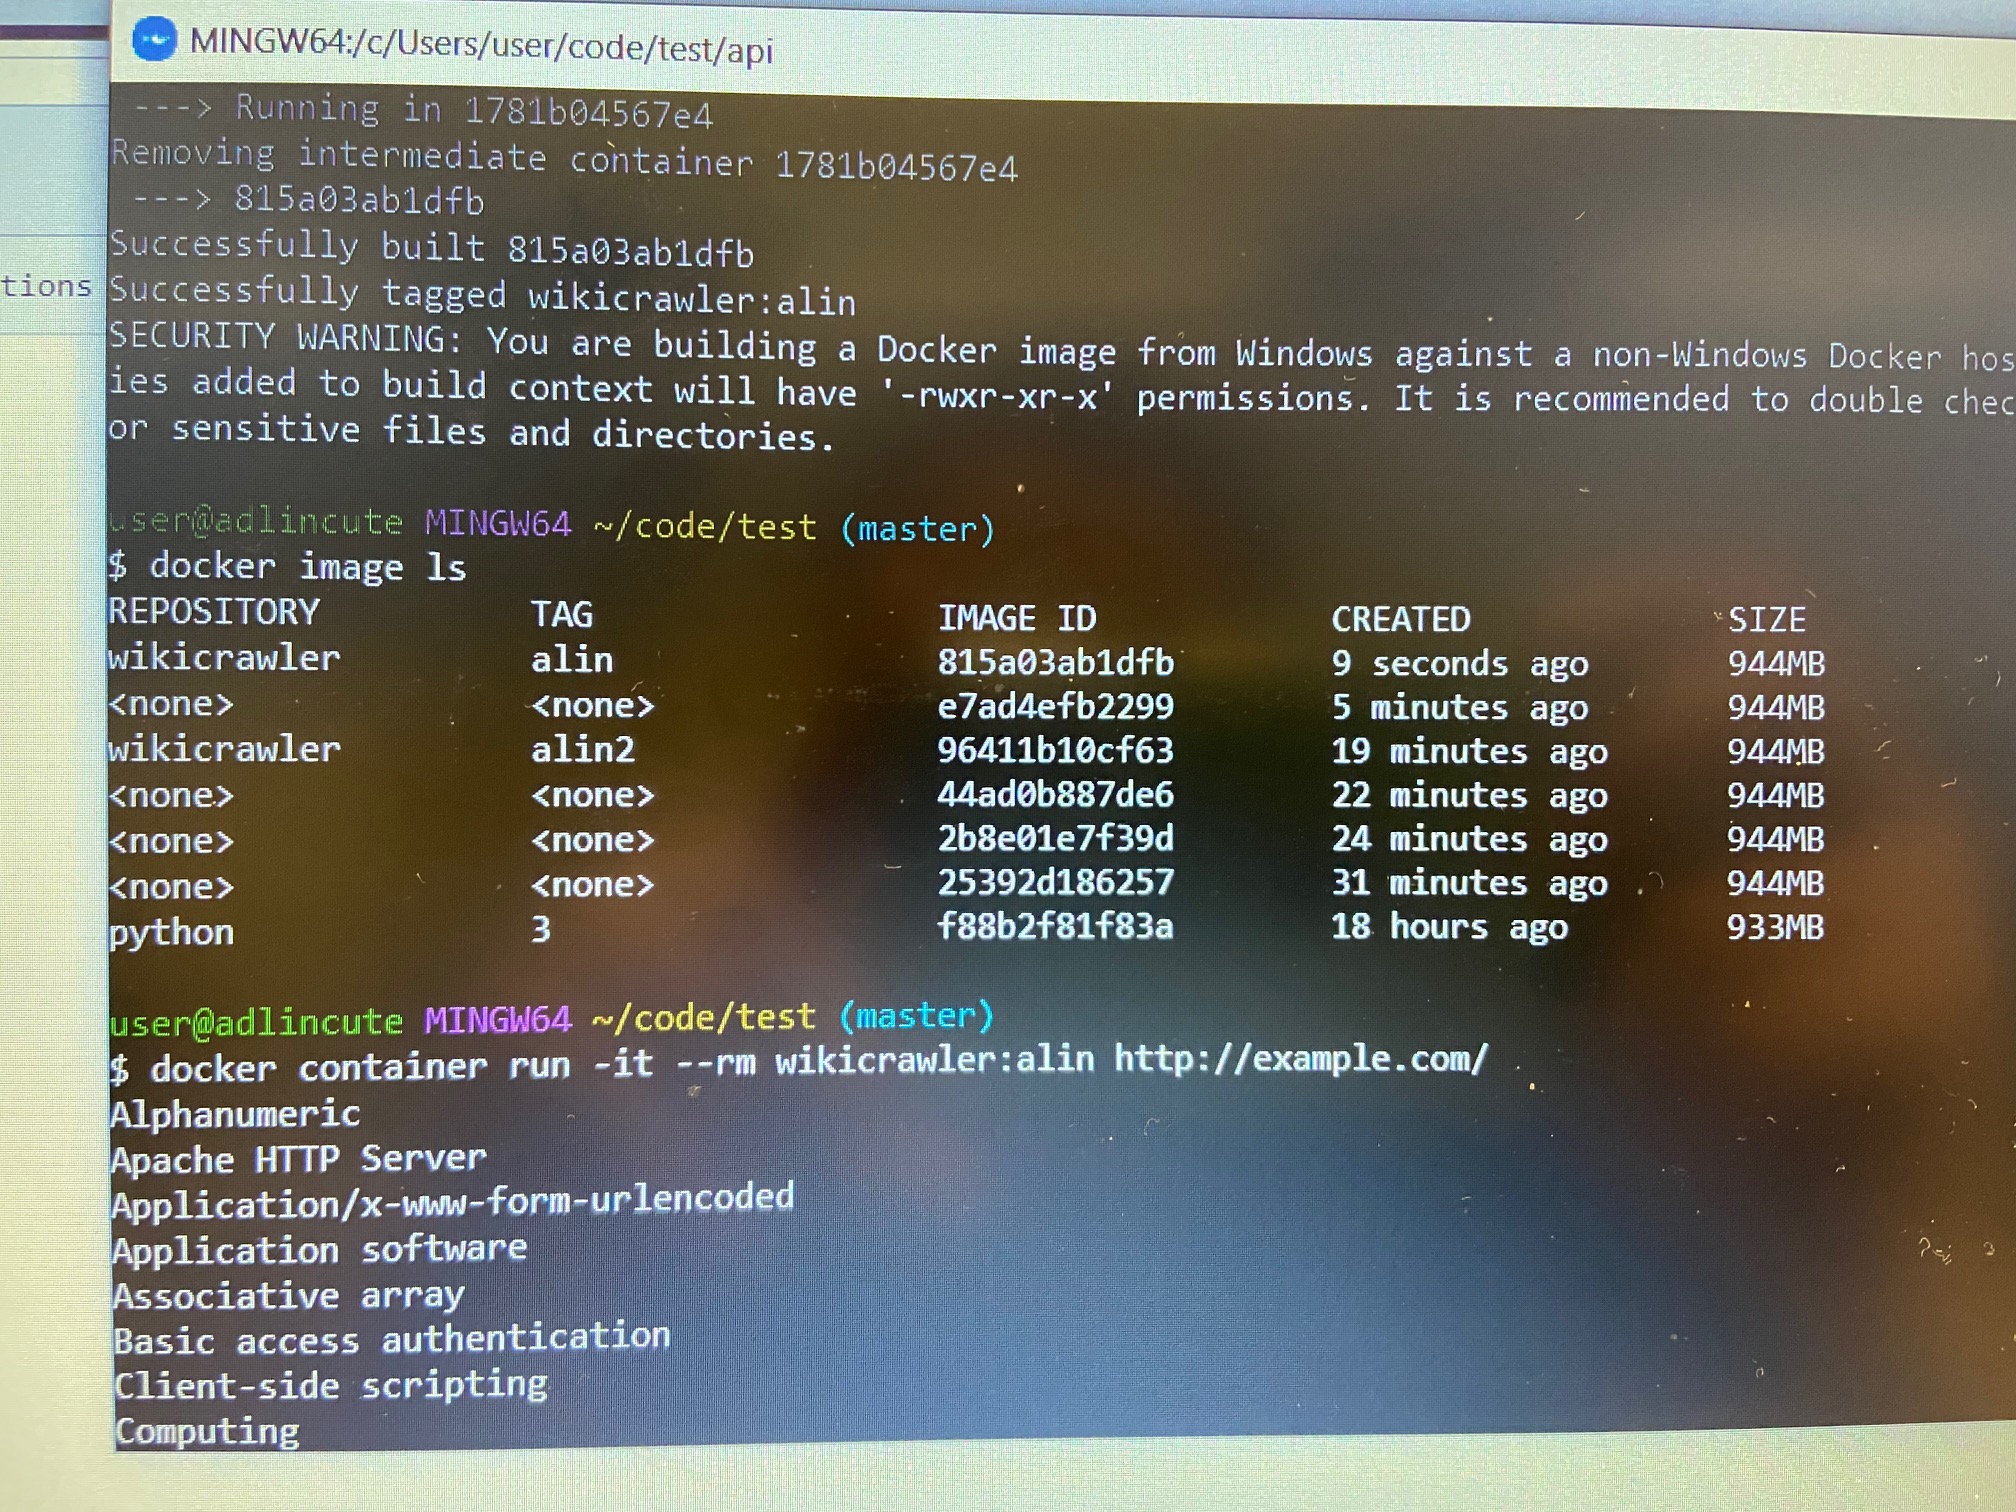 MINGW64:/c/Users/user/code/test/api
---> Running in 1781b04567e4
Removing intermediate container 1781b04567e4
---> 815a03ab1dfb
Successfully built 815a03ab1dfb
tions
Successfully tagged wikicrawler:alin
SECURITY WARNING: You are building a Docker image from Windows against a non-Windows Docker hos
ies added to build context will have '-rwxr-xr-x' permissions. It is recommended to double chec
or sensitive files and directories.
user@adlincute MINGW64 ~/code/test (master)
$ docker image ls
REPOSITORY TAG IMAGE ID CREATED SIZE
wikicrawler alin 815a03ab1dfb 9 seconds ago 944MB
<none> <none> e7ad4efb2299 5 minutes ago 944MB
wikicrawler alin2 96411b10cf63 19 minutes ago 944MB
<none> <none> 44ad0b887de6 22 minutes ago 944MB
<none> <none> 2b8e01e7f39d 24 minutes ago 944MB
<none> <none> 25392d186257 31 minutes ago 944MB
python 3 f88b2f81f83a 18 hours ago 933MB
user@adlincute MINGW64 ~/code/test (master)
$ docker container run -it --rm wikicrawler:alin http://example.com/
Alphanumeric
Apache HTTP Server
Application/x-www-form-urlencoded
Application software
Associative array
Basic access authentication
Client-side scripting
Computing